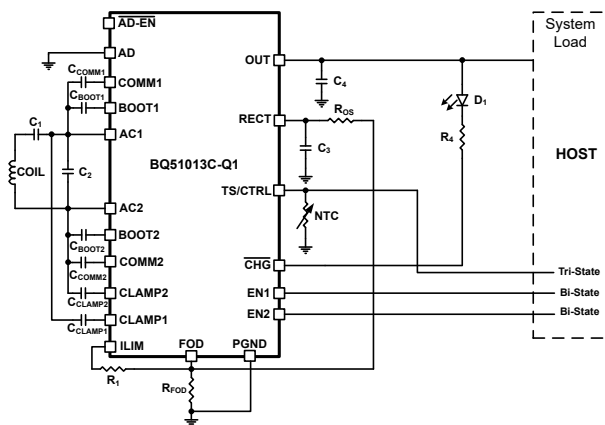 System
Load
AD-EN
AD
OUT
C_COMM1
COMM1
C4
C_BOOT1
BOOT1
D1
RECT
ROS
C1
AC1
R4
HOST
BQ51013C-Q1
C3
COIL
C2
TS/CTRL
AC2
NTC
BOOT2
C_BOOT2
COMM2
CHG
C_COMM2
Tri-State
CLAMP2
EN1
Bi-State
C_CLAMP2
EN2
Bi-State
CLAMP1
C_CLAMP1
ILIM
FOD
PGND
R1
RFOD